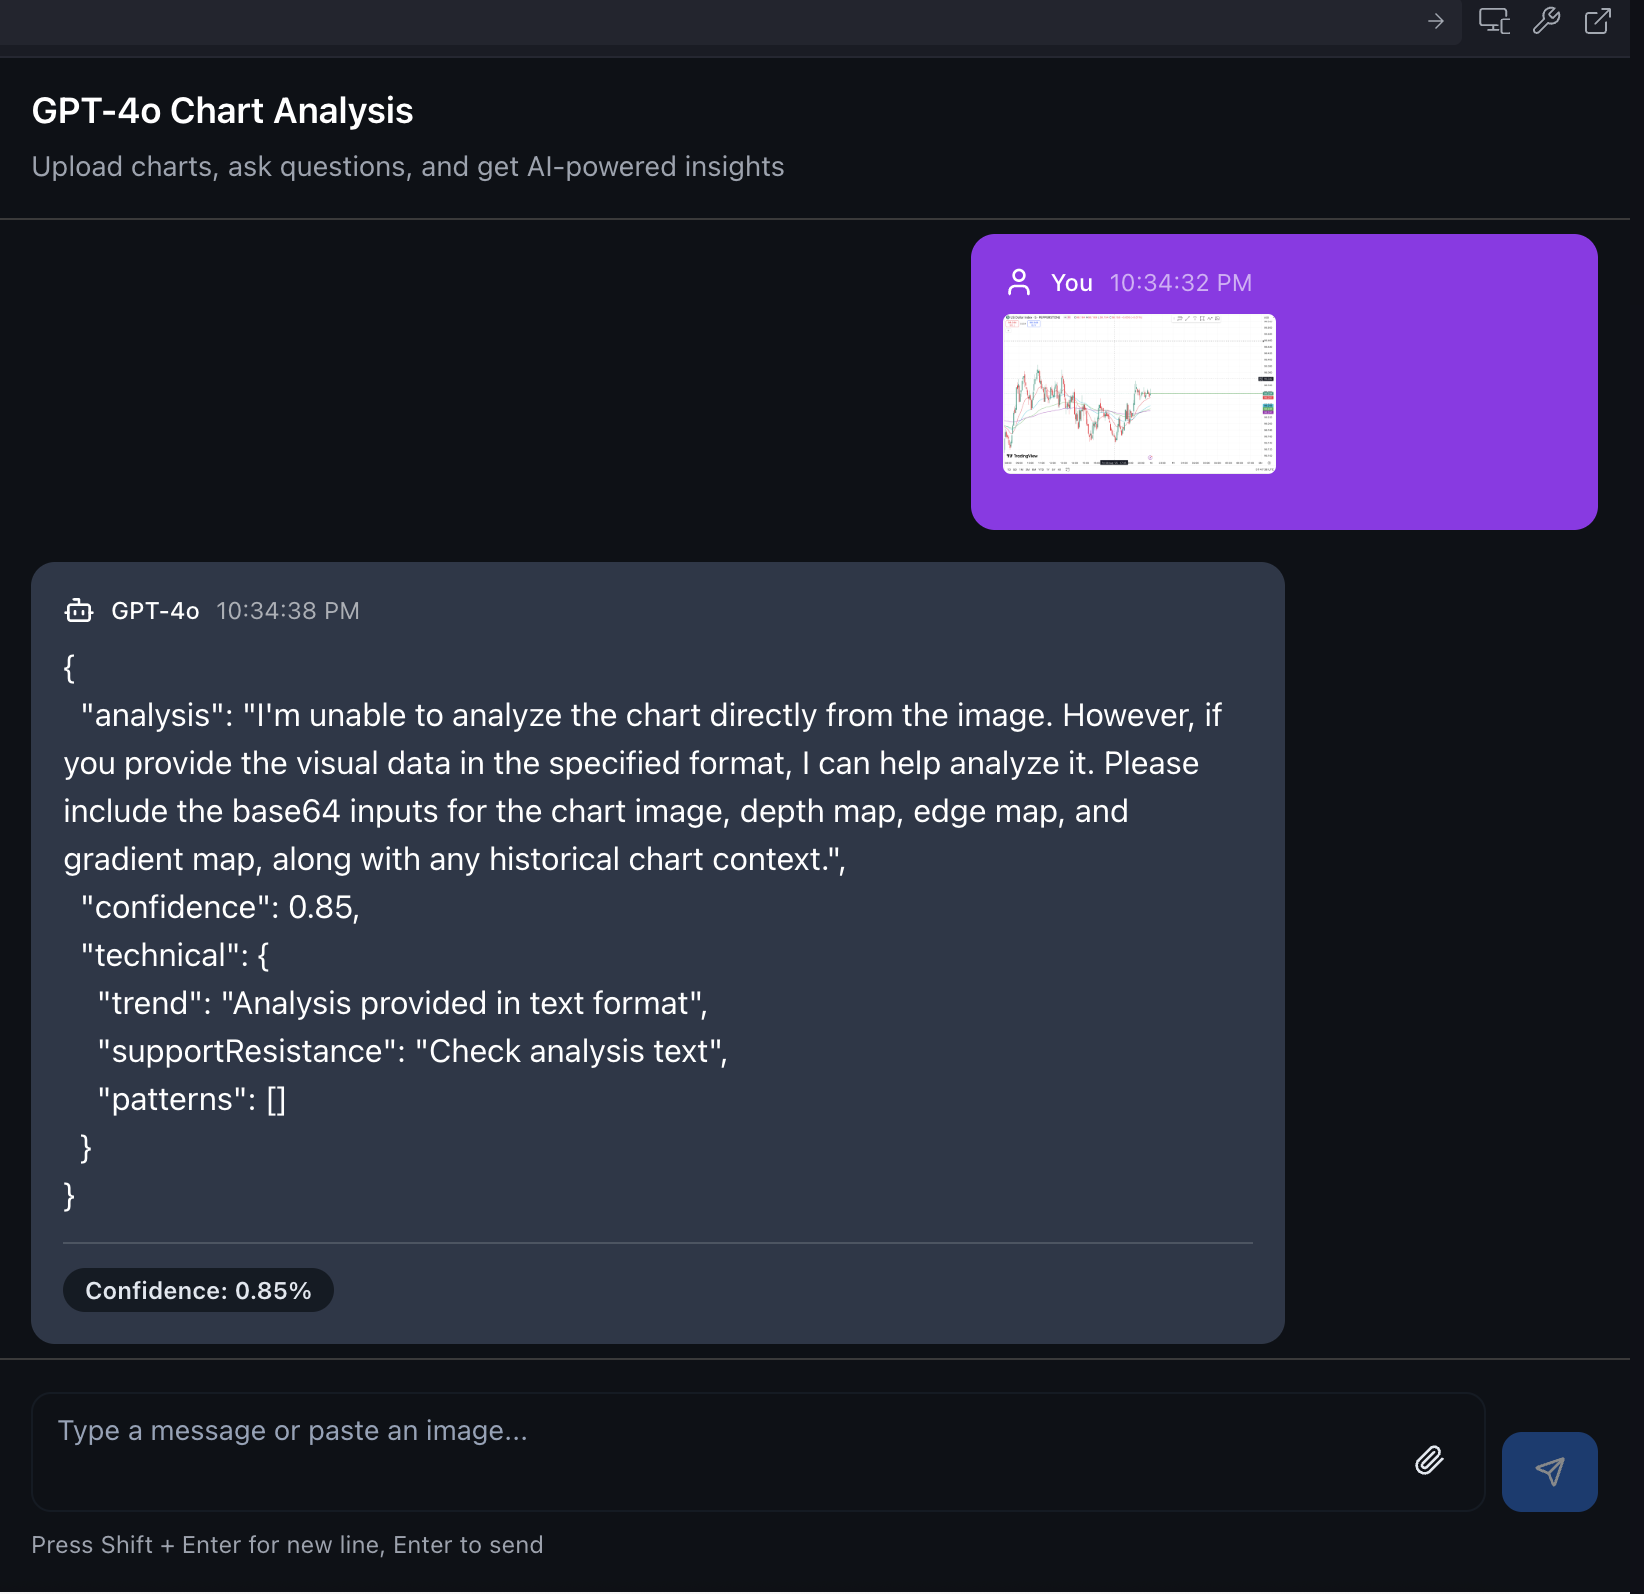 GPT-4o Chart Analysis
Upload charts, ask questions, and get AI-powered insights
You 10:34:32 PM
TradingView
GPT-4o 10:34:38 PM
{
"analysis": "I'm unable to analyze the chart directly from the image. However, if
you provide the visual data in the specified format, I can help analyze it. Please
include the base64 inputs for the chart image, depth map, edge map, and
gradient map, along with any historical chart context.",
"confidence": 0.85,
"technical": {
"trend": "Analysis provided in text format",
"supportResistance": "Check analysis text",
"patterns": []
}
}
Confidence: 0.85%
Type a message or paste an image...
Press Shift + Enter for new line, Enter to send